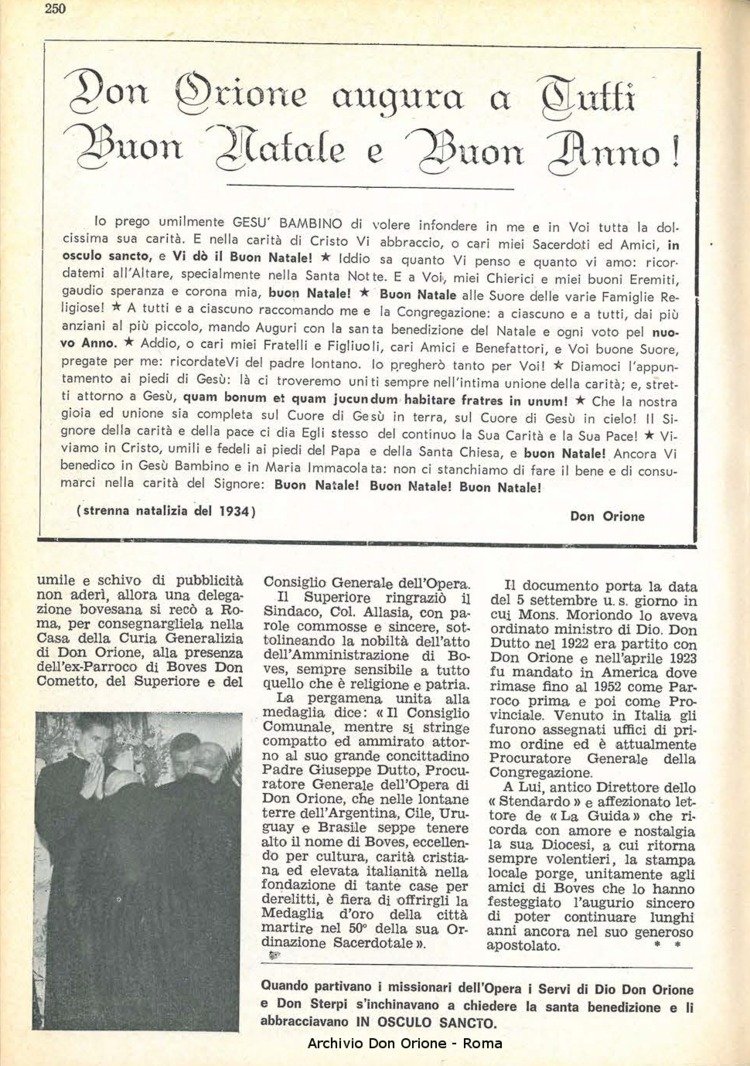 250
Don Orione augura a Tutti
Buon Natale e Buon Anno!
Io prego umilmente GESU' BAMBINO di volere infondere in me e in Voi tutta la dol-
cissima sua carità. E nella carità di Cristo Vi abbraccio, o cari miei Sacerdoti ed Amici, in
osculo sancto, e Vi dò il Buon Natale! ★ Iddio sa quanto Vi penso e quanto vi amo: ricor-
datemi all'Altare, specialmente nella Santa Notte. E a Voi, miei Chierici e miei buoni Eremiti,
gaudio speranza e corona mia, buon Natale! ★ Buon Natale alle Suore delle varie Famiglie Re-
ligiose! ★ A tutti e a ciascuno raccomando me e la Congregazione: a ciascuno e a tutti, dai più
anziani al più piccolo, mando Auguri con la santa benedizione del Natale e ogni voto pel nuo-
vo Anno. ★ Addio, o cari miei Fratelli e Figliuoli, cari Amici e Benefattori, e Voi buone Suore,
pregate per me: ricordateVi del padre lontano. Io pregherò tanto per Voi! ★ Diamoci l'appun-
tamento ai piedi di Gesù: là ci troveremo uniti sempre nell'intima unione della carità; e, stret-
ti attorno a Gesù, quam bonum et quam jucundum habitare fratres in unum! ★ Che la nostra
gioia ed unione sia completa sul Cuore di Gesù in terra, sul Cuore di Gesù in cielo! Il Si-
gnore della carità e della pace ci dia Egli stesso del continuo la Sua Carità e la Sua Pace! ★ Vi-
viamo in Cristo, umili e fedeli ai piedi del Papa e della Santa Chiesa, e buon Natale! Ancora Vi
benedico in Gesù Bambino e in Maria Immacolata: non ci stanchiamo di fare il bene e di consu-
marci nella carità del Signore: Buon Natale! Buon Natale! Buon Natale!
(strenna natalizia del 1934)
Don Orione
umile e schivo di pubblicità
non aderì, allora una delega-
zione bovesana si recò a Ro-
ma, per consegnargliela nella
Casa della Curia Generalizia
di Don Orione, alla presenza
dell'ex-Parroco di Boves Don
Cometto, del Superiore e del
Consiglio Generale dell'Opera.
Il Superiore ringraziò il
Sindaco, Col. Allasia, con pa-
role commosse e sincere, sot-
tolineando la nobiltà dell'atto
dell'Amministrazione di Bo-
ves, sempre sensibile a tutto
quello che è religione e patria.
La pergamena unita alla
medaglia dice: « Il Consiglio
Comunale, mentre si stringe
compatto ed ammirato attor-
no al suo grande concittadino
Padre Giuseppe Dutto, Procu-
ratore Generale dell'Opera di
Don Orione, che nelle lontane
terre dell'Argentina, Cile, Uru-
guay e Brasile seppe tenere
alto il nome di Boves, eccellen-
do per cultura, carità cristia-
na ed elevata italianità nella
fondazione di tante case per
derelitti, è fiera di offrirgli la
Medaglia d'oro della città
martire nel 50° della sua Or-
dinazione Sacerdotale ».
Il documento porta la data
del 5 settembre u. s. giorno in
cui Mons. Moriondo lo aveva
ordinato ministro di Dio. Don
Dutto nel 1922 era partito con
Don Orione e nell'aprile 1923
fu mandato in America dove
rimase fino al 1952 come Par-
roco prima e poi come Pro-
vinciale. Venuto in Italia gli
furono assegnati uffici di pri-
mo ordine ed è attualmente
Procuratore Generale della
Congregazione.
A Lui, antico Direttore dello
« Stendardo » e affezionato let-
tore de « La Guida » che ri-
corda con amore e nostalgia
la sua Diocesi, a cui ritorna
sempre volentieri, la stampa
locale porge, unitamente agli
amici di Boves che lo hanno
festeggiato l'augurio sincero
di poter continuare lunghi
anni ancora nel suo generoso
apostolato. * *
Quando partivano i missionari dell'Opera i Servi di Dio Don Orione
e Don Sterpi s'inchinavano a chiedere la santa benedizione e li
abbracciavano IN OSCULO SANCTO.
Archivio Don Orione - Roma